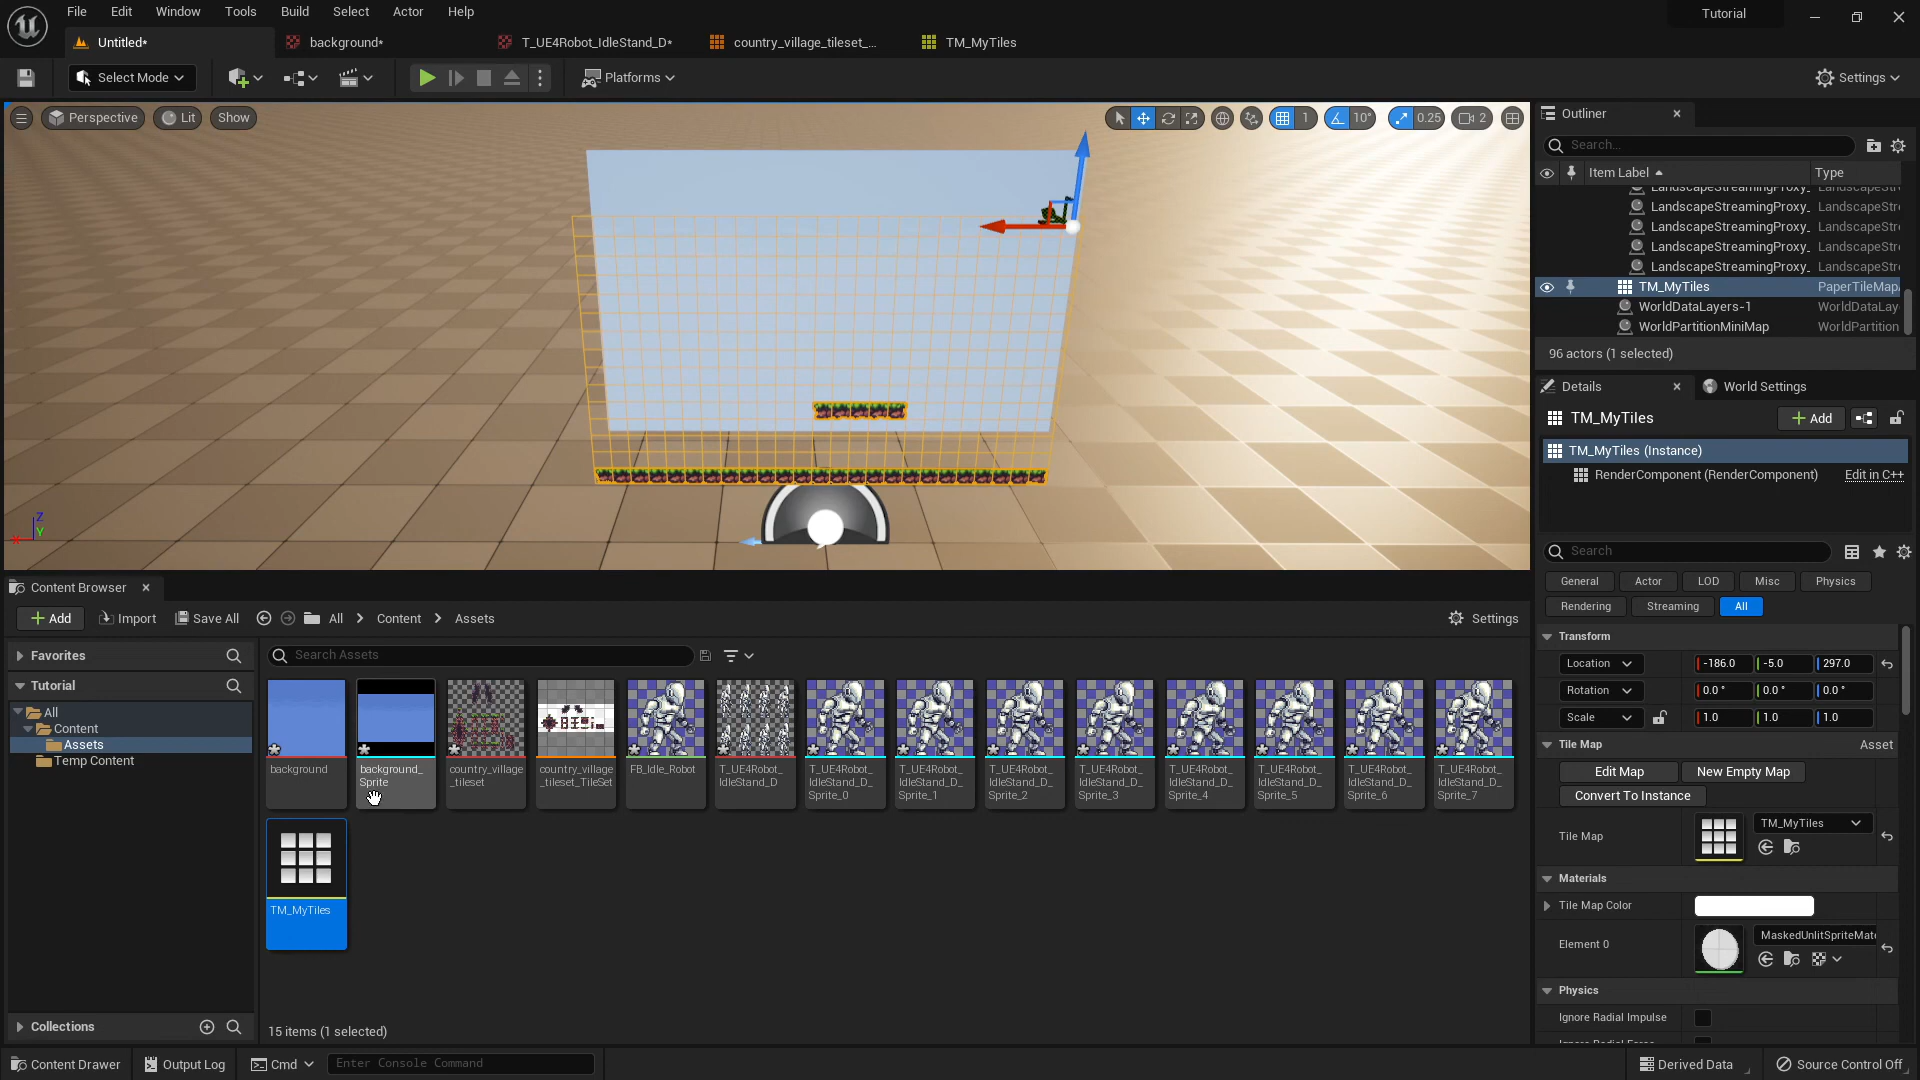 File Edit Window Tools Build Select Actor Help
Tutorial
Untitled* background* T_UE4Robot_IdleStand_D* country_village_tileset_... TM_MyTiles
Select Mode Platforms Settings
Perspective Lit Show 1 10° 0.25 2
Outliner
Search...
Item Label Type
LandscapeStreamingProxy_ LandscapeStre
LandscapeStreamingProxy_ LandscapeStre
LandscapeStreamingProxy_ LandscapeStre
LandscapeStreamingProxy_ LandscapeStre
TM_MyTiles PaperTileMapA
WorldDataLayers-1 WorldDataLay
WorldPartitionMiniMap WorldPartition
96 actors (1 selected)
Details World Settings
TM_MyTiles Add
TM_MyTiles (Instance)
RenderComponent (RenderComponent) Edit in C++
Search
General Actor LOD Misc Physics
Rendering Streaming All
Transform
Location -186.0 -5.0 297.0
Rotation 0.0° 0.0° 0.0°
Scale 1.0 1.0 1.0
Tile Map Asset
Edit Map New Empty Map
Convert To Instance
Tile Map TM_MyTiles
Materials
Tile Map Color
Element 0 MaskedUnlitSpriteMate
Physics
Ignore Radial Impulse
Z
Y
X
Content Browser
Add Import Save All All Content Assets Settings
Favorites
Search Assets
Tutorial
All
Content
Assets
Temp Content
Collections
background
background_
Sprite
country_village
_tileset
country_village
_tileset_TileSet
FB_Idle_Robot
T_UE4Robot_
IdleStand_D
T_UE4Robot_
IdleStand_D_
Sprite_0
T_UE4Robot_
IdleStand_D_
Sprite_1
T_UE4Robot_
IdleStand_D_
Sprite_2
T_UE4Robot_
IdleStand_D_
Sprite_3
T_UE4Robot_
IdleStand_D_
Sprite_4
T_UE4Robot_
IdleStand_D_
Sprite_5
T_UE4Robot_
IdleStand_D_
Sprite_6
T_UE4Robot_
IdleStand_D_
Sprite_7
TM_MyTiles
15 items (1 selected)
Content Drawer Output Log Cmd Enter Console Command Derived Data Source Control Off